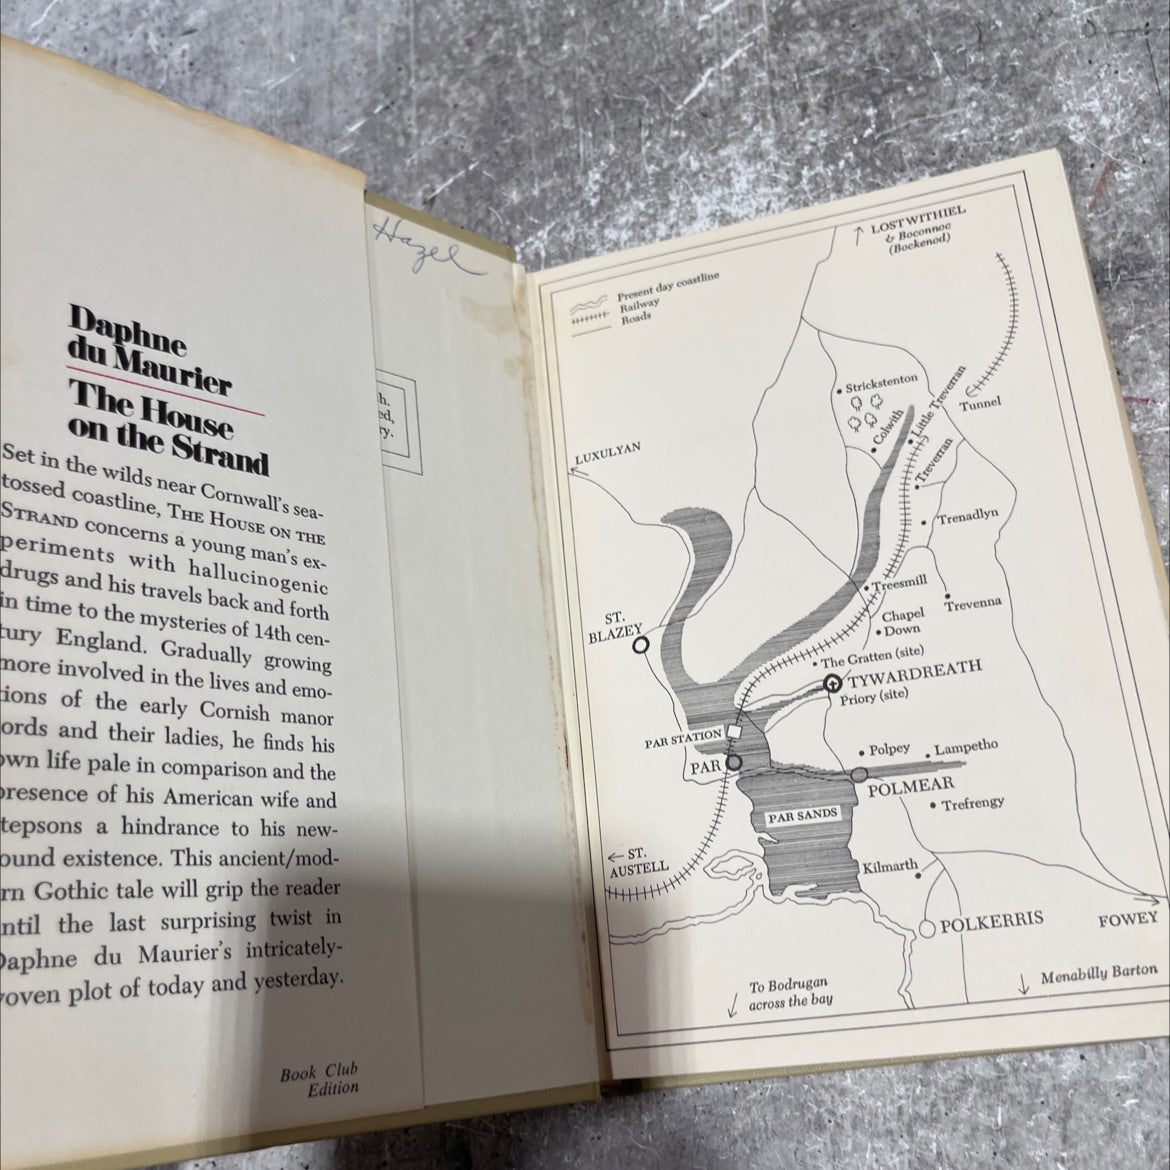 Daphne
du Maurier
The House
on the Strand
Set in the wilds near Cornwall's sea-
tossed coastline, THE HOUSE ON THE
STRAND concerns a young man's ex-
periments with hallucinogenic
drugs and his travels back and forth
in time to the mysteries of 14th cen-
tury England. Gradually growing
more involved in the lives and emo-
tions of the early Cornish manor
ords and their ladies, he finds his
own life pale in comparison and the
presence of his American wife and
tepsons a hindrance to his new-
ound existence. This ancient/mod-
rn Gothic tale will grip the reader
ntil the last surprising twist in
Daphne du Maurier's intricately-
woven plot of today and yesterday.
Book Club
Edition
Hazel
h.
ed,
ry.
LOSTWITHIEL
& Boconnoc
(Bockenod)
Present day coastline
Railway
Roads
Strickstenton
Colwith
Little Treverran
Tunnel
LUXULYAN
Treverran
Trenadlyn
Treesmill
Trevenna
ST.
BLAZEY
Chapel
Down
The Gratten (site)
TYWARDREATH
Priory (site)
PAR STATION
PAR
Polpey
Lampetho
POLMEAR
Trefrengy
PAR SANDS
ST.
AUSTELL
Kilmarth
POLKERRIS
FOWEY
To Bodrugan
across the bay
Menabilly Barton